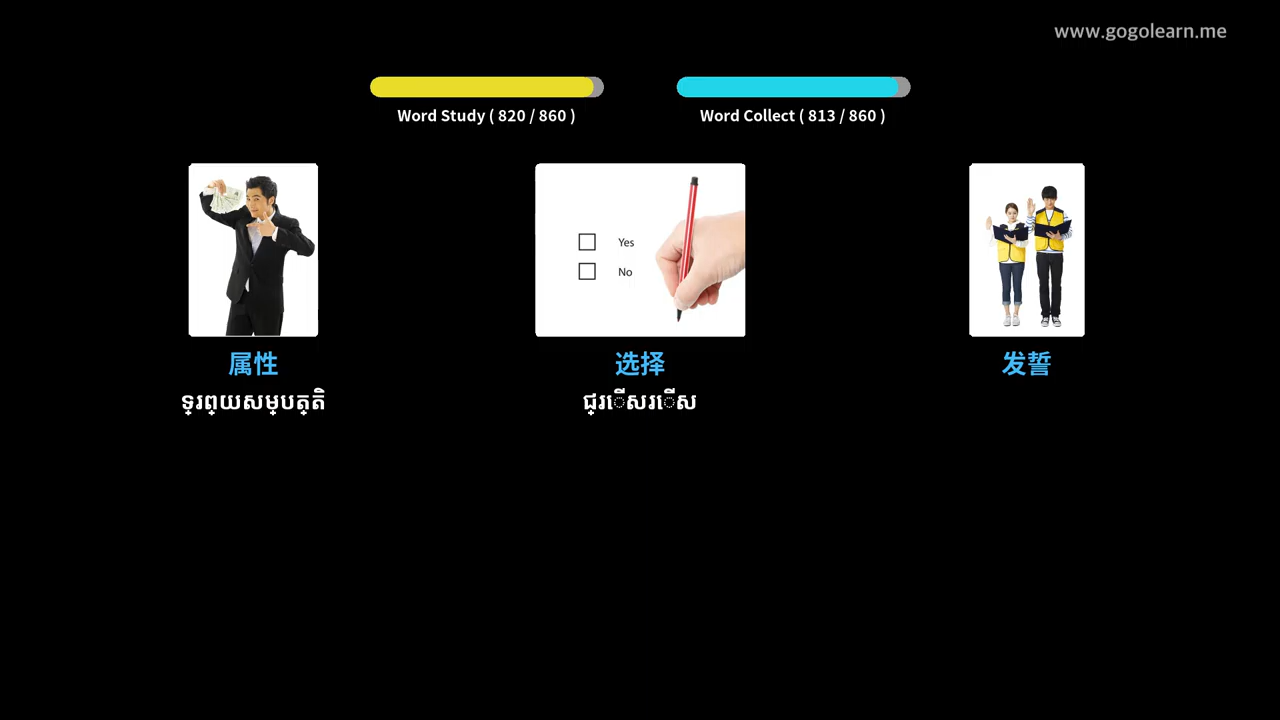 www.gogolearn.me
Word Study ( 820 / 860 )
Word Collect ( 813 / 860 )
Yes
No
属性
选择
发誓
ទ្រព្យសម្បត្តិ
ជ្រើសរើស